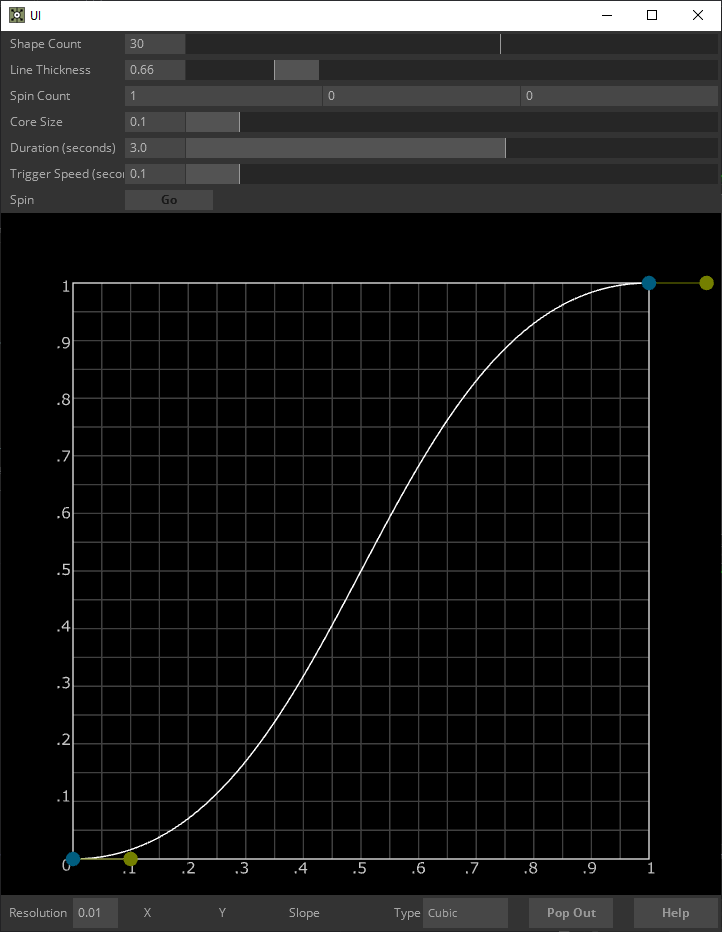 UI
Shape Count 30
Line Thickness 0.66
Spin Count 1 0 0
Core Size 0.1
Duration (seconds) 3.0
Trigger Speed (secor 0.1
Spin Go
1
.9
.8
.7
.6
.5
.4
.3
.2
.1
0 .1 .2 .3 .4 .5 .6 .7 .8 .9 1
Resolution 0.01 X Y Slope Type Cubic Pop Out Help